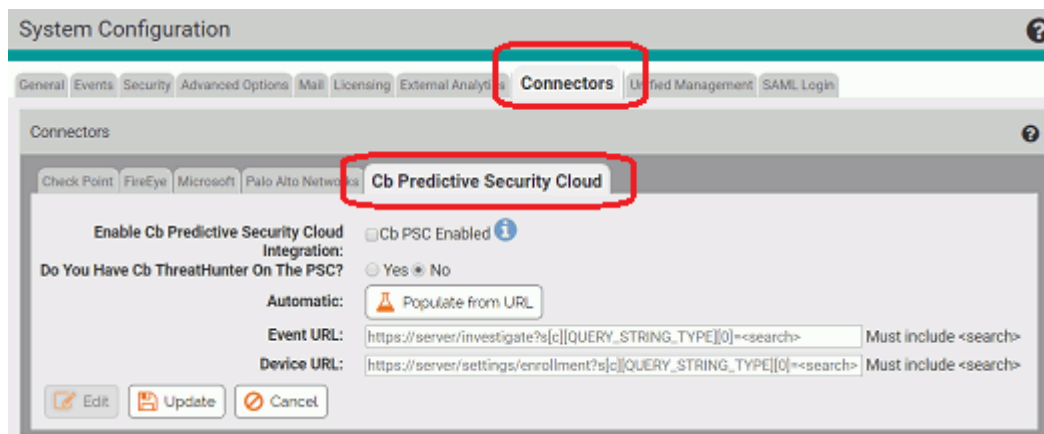 System Configuration
General Events Security Advanced Options Mail Licensing External Analytics Connectors Unified Management SAML Login
Connectors
Check Point FireEye Microsoft Palo Alto Networks Cb Predictive Security Cloud
Enable Cb Predictive Security Cloud Integration: Cb PSC Enabled
Do You Have Cb ThreatHunter On The PSC? Yes No
Automatic: Populate from URL
Event URL: https://server/investigate?s[c][QUERY_STRING_TYPE][0]=<search> Must include <search>
Device URL: https://server/settings/enrollment?s[c][QUERY_STRING_TYPE][0]=<search> Must include <search>
Edit Update Cancel